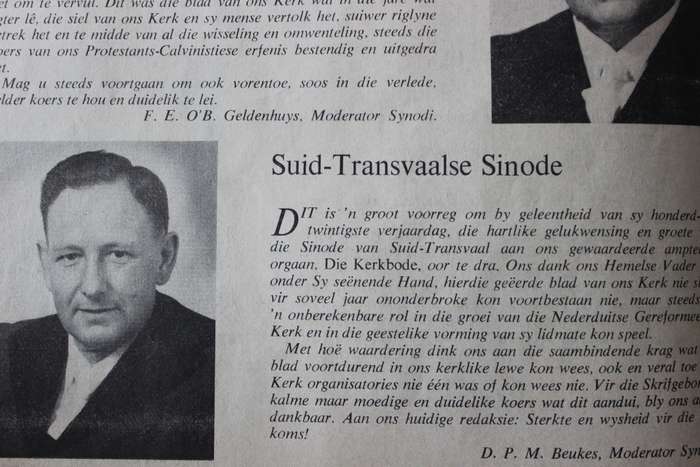 om te vervul. Dit was die blad van ons Kerk wat in die jare wat
lê, die siel van ons Kerk en sy mense vertolk het, suiwer riglyne
het en te midde van al die wisseling en omwenteling, steeds die
van ons Protestants-Calvinistiese erfenis bestendig en uitgedra
Mag u steeds voortgaan om ook vorentoe, soos in die verlede,
koers te hou en duidelik te lei.
F. E. O'B. Geldenhuys, Moderator Synodi.
Suid-Transvaalse Sinode
DIT is 'n groot voorreg om by geleentheid van sy honderd-
twintigste verjaardag, die hartlike gelukwensing en groete
die Sinode van Suid-Transvaal aan ons gewaardeerde
orgaan. Die Kerkbode, oor te dra. Ons dank ons Hemelse Vader
onder Sy seënende Hand, hierdie geëerde blad van ons Kerk nie
vir soveel jaar ononderbroke kon voortbestaan nie, maar steeds
'n onberekenbare rol in die groei van die Nederduitse
Kerk en in die geestelike vorming van sy lidmate kon speel.
Met hoë waardering dink ons aan die saambindende krag wat
blad voortdurend in ons kerklike lewe kon wees, ook en veral toe
Kerk organisatories nie één was of kon wees nie. Vir die
kalme maar moedige en duidelike koers wat dit aandui, bly ons
dankbaar. Aan ons huidige redaksie: Sterkte en wysheid vir die
koms!
D. P. M. Beukes, Moderator